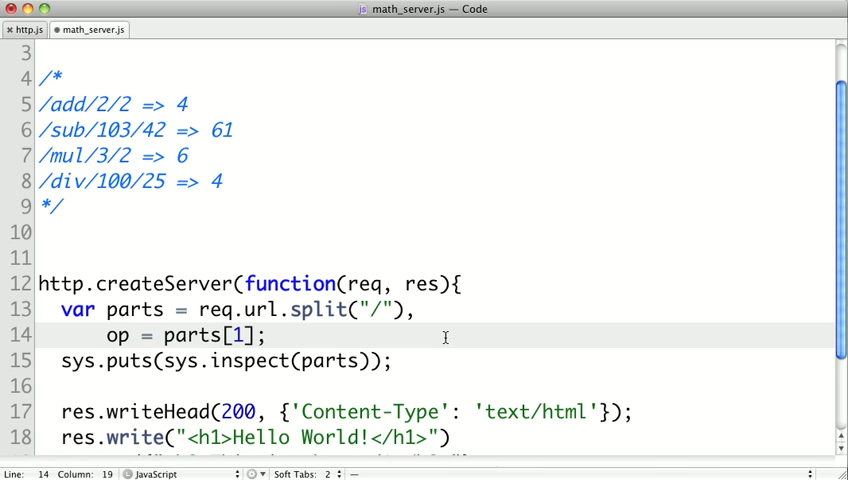 math_server.js — Code
http.js math_server.js
3
4 /*
5 /add/2/2 => 4
6 /sub/103/42 => 61
7 /mul/3/2 => 6
8 /div/100/25 => 4
9 */
10
11
12 http.createServer(function(req, res){
13   var parts = req.url.split("/"),
14       op = parts[1];
15   sys.puts(sys.inspect(parts));
16
17   res.writeHead(200, {'Content-Type': 'text/html'});
18   res.write("<h1>Hello World!</h1>")
Line: 14 Column: 19 JavaScript Soft Tabs: 2 —